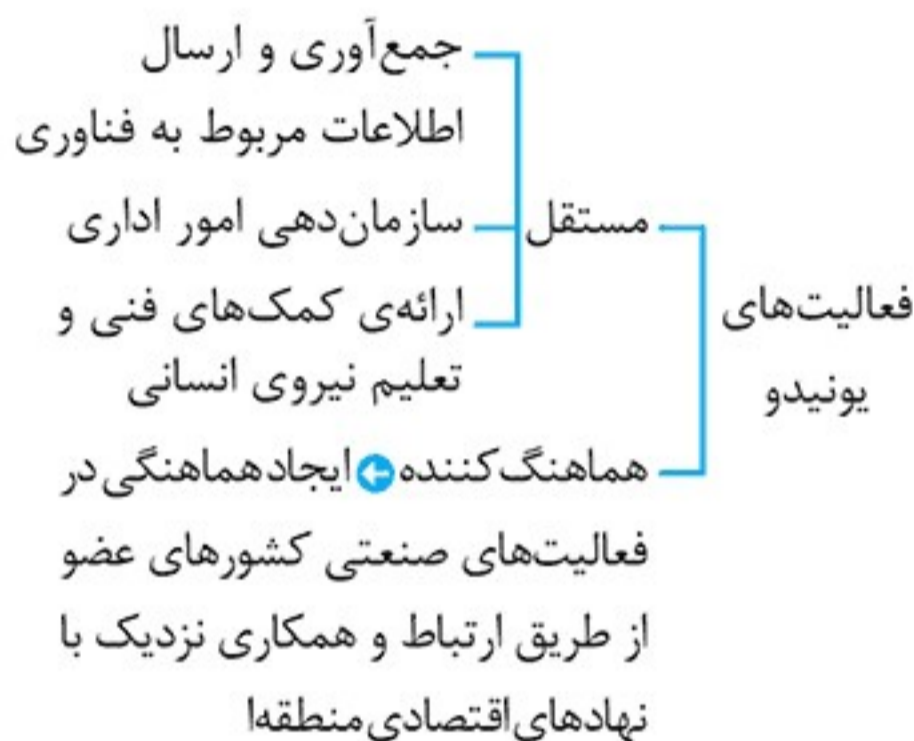 فعالیت‌های
یونیدو
مستقل
جمع‌آوری و ارسال
اطلاعات مربوط به فناوری
سازمان‌دهی امور اداری
ارائه‌ی کمک‌های فنی و
تعلیم نیروی انسانی
هماهنگ‌کننده ← ایجاد هماهنگی در
فعالیت‌های صنعتی کشورهای عضو
از طریق ارتباط و همکاری نزدیک با
نهادهای اقتصادی منطقه‌ا